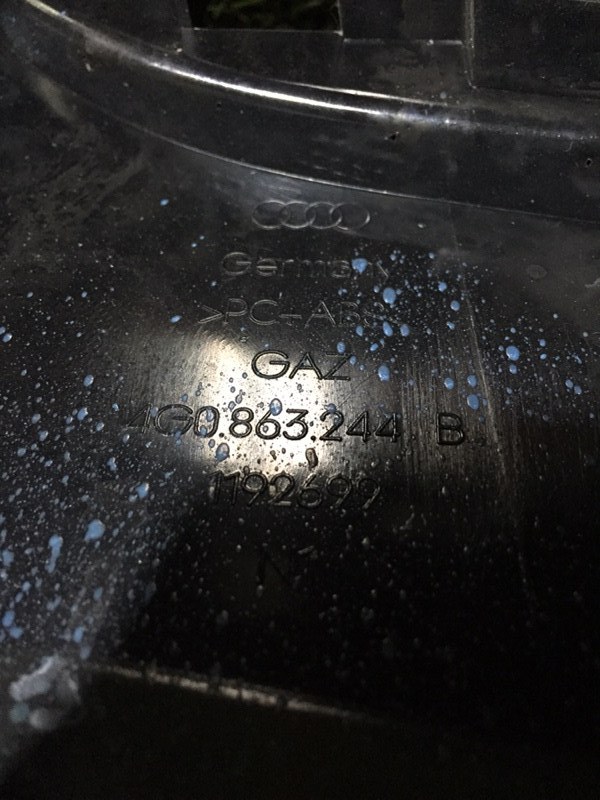 Germany
>PC-ABS
GAZ
4G0.863.244. B
1192699